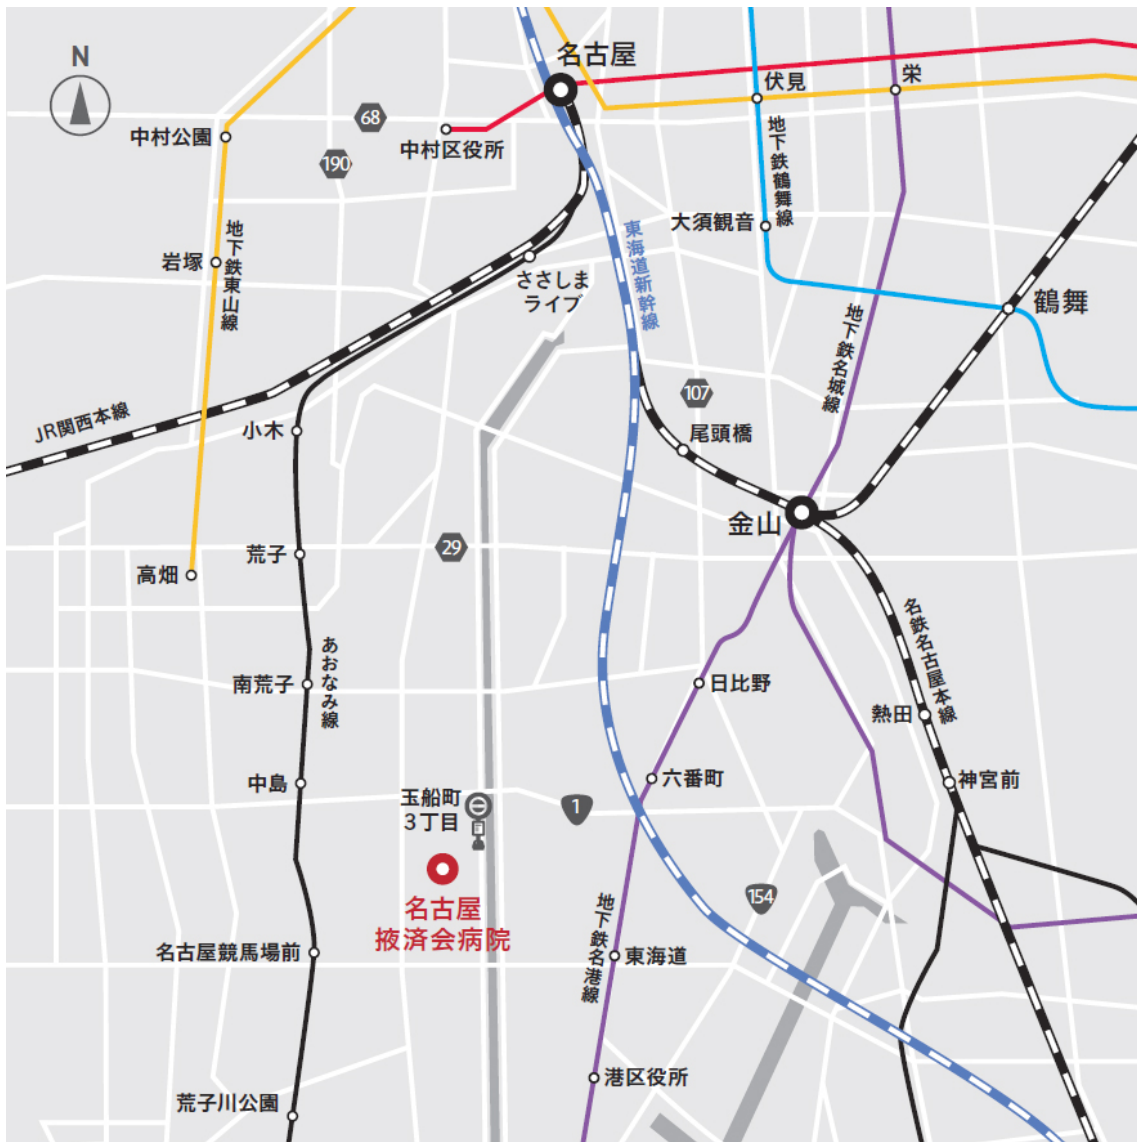 N
名古屋
伏見
栄
68
中村公園
中村区役所
190
地下鉄鶴舞線
大須観音
地下鉄東山線
岩塚
ささしま
ライブ
東海道新幹線
鶴舞
地下鉄名城線
107
JR関西本線
小木
尾頭橋
金山
29
荒子
高畑
あおなみ線
名鉄名古屋本線
南荒子
日比野
熱田
中島
六番町
神宮前
玉船町
3丁目
1
154
名古屋
掖済会病院
地下鉄名港線
名古屋競馬場前
東海道
港区役所
荒子川公園